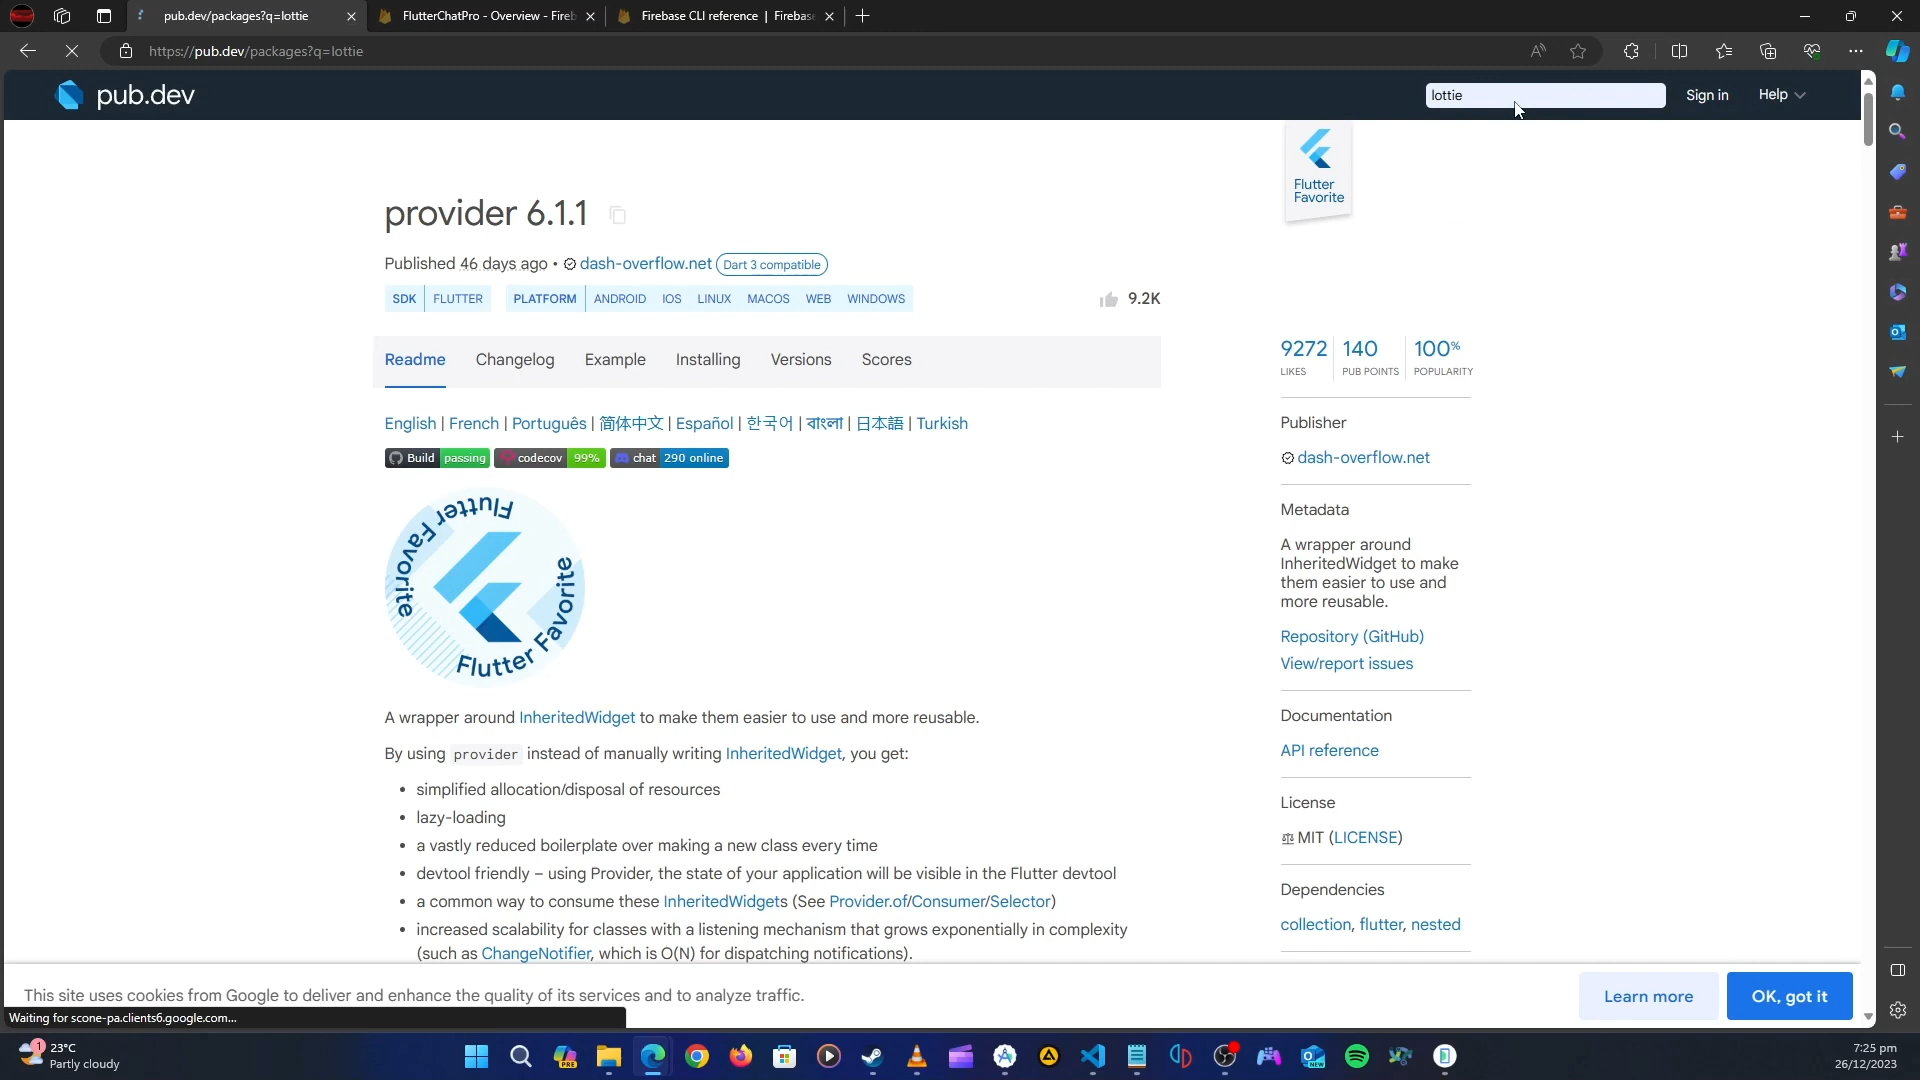 pub.dev/packages?q=lottie
FlutterChatPro - Overview - Fireb
Firebase CLI reference | Firebase
https://pub.dev/packages?q=lottie
pub.dev
lottie
Sign in
Help
Flutter
Favorite
provider 6.1.1
Published 46 days ago • dash-overflow.net Dart 3 compatible
SDK FLUTTER PLATFORM ANDROID IOS LINUX MACOS WEB WINDOWS
9.2K
Readme Changelog Example Installing Versions Scores
English | French | Português | 简体中文 | Español | 한국어 | বাংলা | 日本語 | Turkish
Build passing codecov 99% chat 290 online
Flutter Favorite
Flutter Favorite
A wrapper around InheritedWidget to make them easier to use and more reusable.
By using provider instead of manually writing InheritedWidget, you get:
• simplified allocation/disposal of resources
• lazy-loading
• a vastly reduced boilerplate over making a new class every time
• devtool friendly – using Provider, the state of your application will be visible in the Flutter devtool
• a common way to consume these InheritedWidgets (See Provider.of/Consumer/Selector)
• increased scalability for classes with a listening mechanism that grows exponentially in complexity
(such as ChangeNotifier, which is O(N) for dispatching notifications).
9272 140 100%
LIKES PUB POINTS POPULARITY
Publisher
dash-overflow.net
Metadata
A wrapper around
InheritedWidget to make
them easier to use and
more reusable.
Repository (GitHub)
View/report issues
Documentation
API reference
License
MIT (LICENSE)
Dependencies
collection, flutter, nested
This site uses cookies from Google to deliver and enhance the quality of its services and to analyze traffic.
Learn more
OK, got it
Waiting for scone-pa.clients6.google.com...
1
23°C
Partly cloudy
PRE
NEW
7:25 pm
26/12/2023